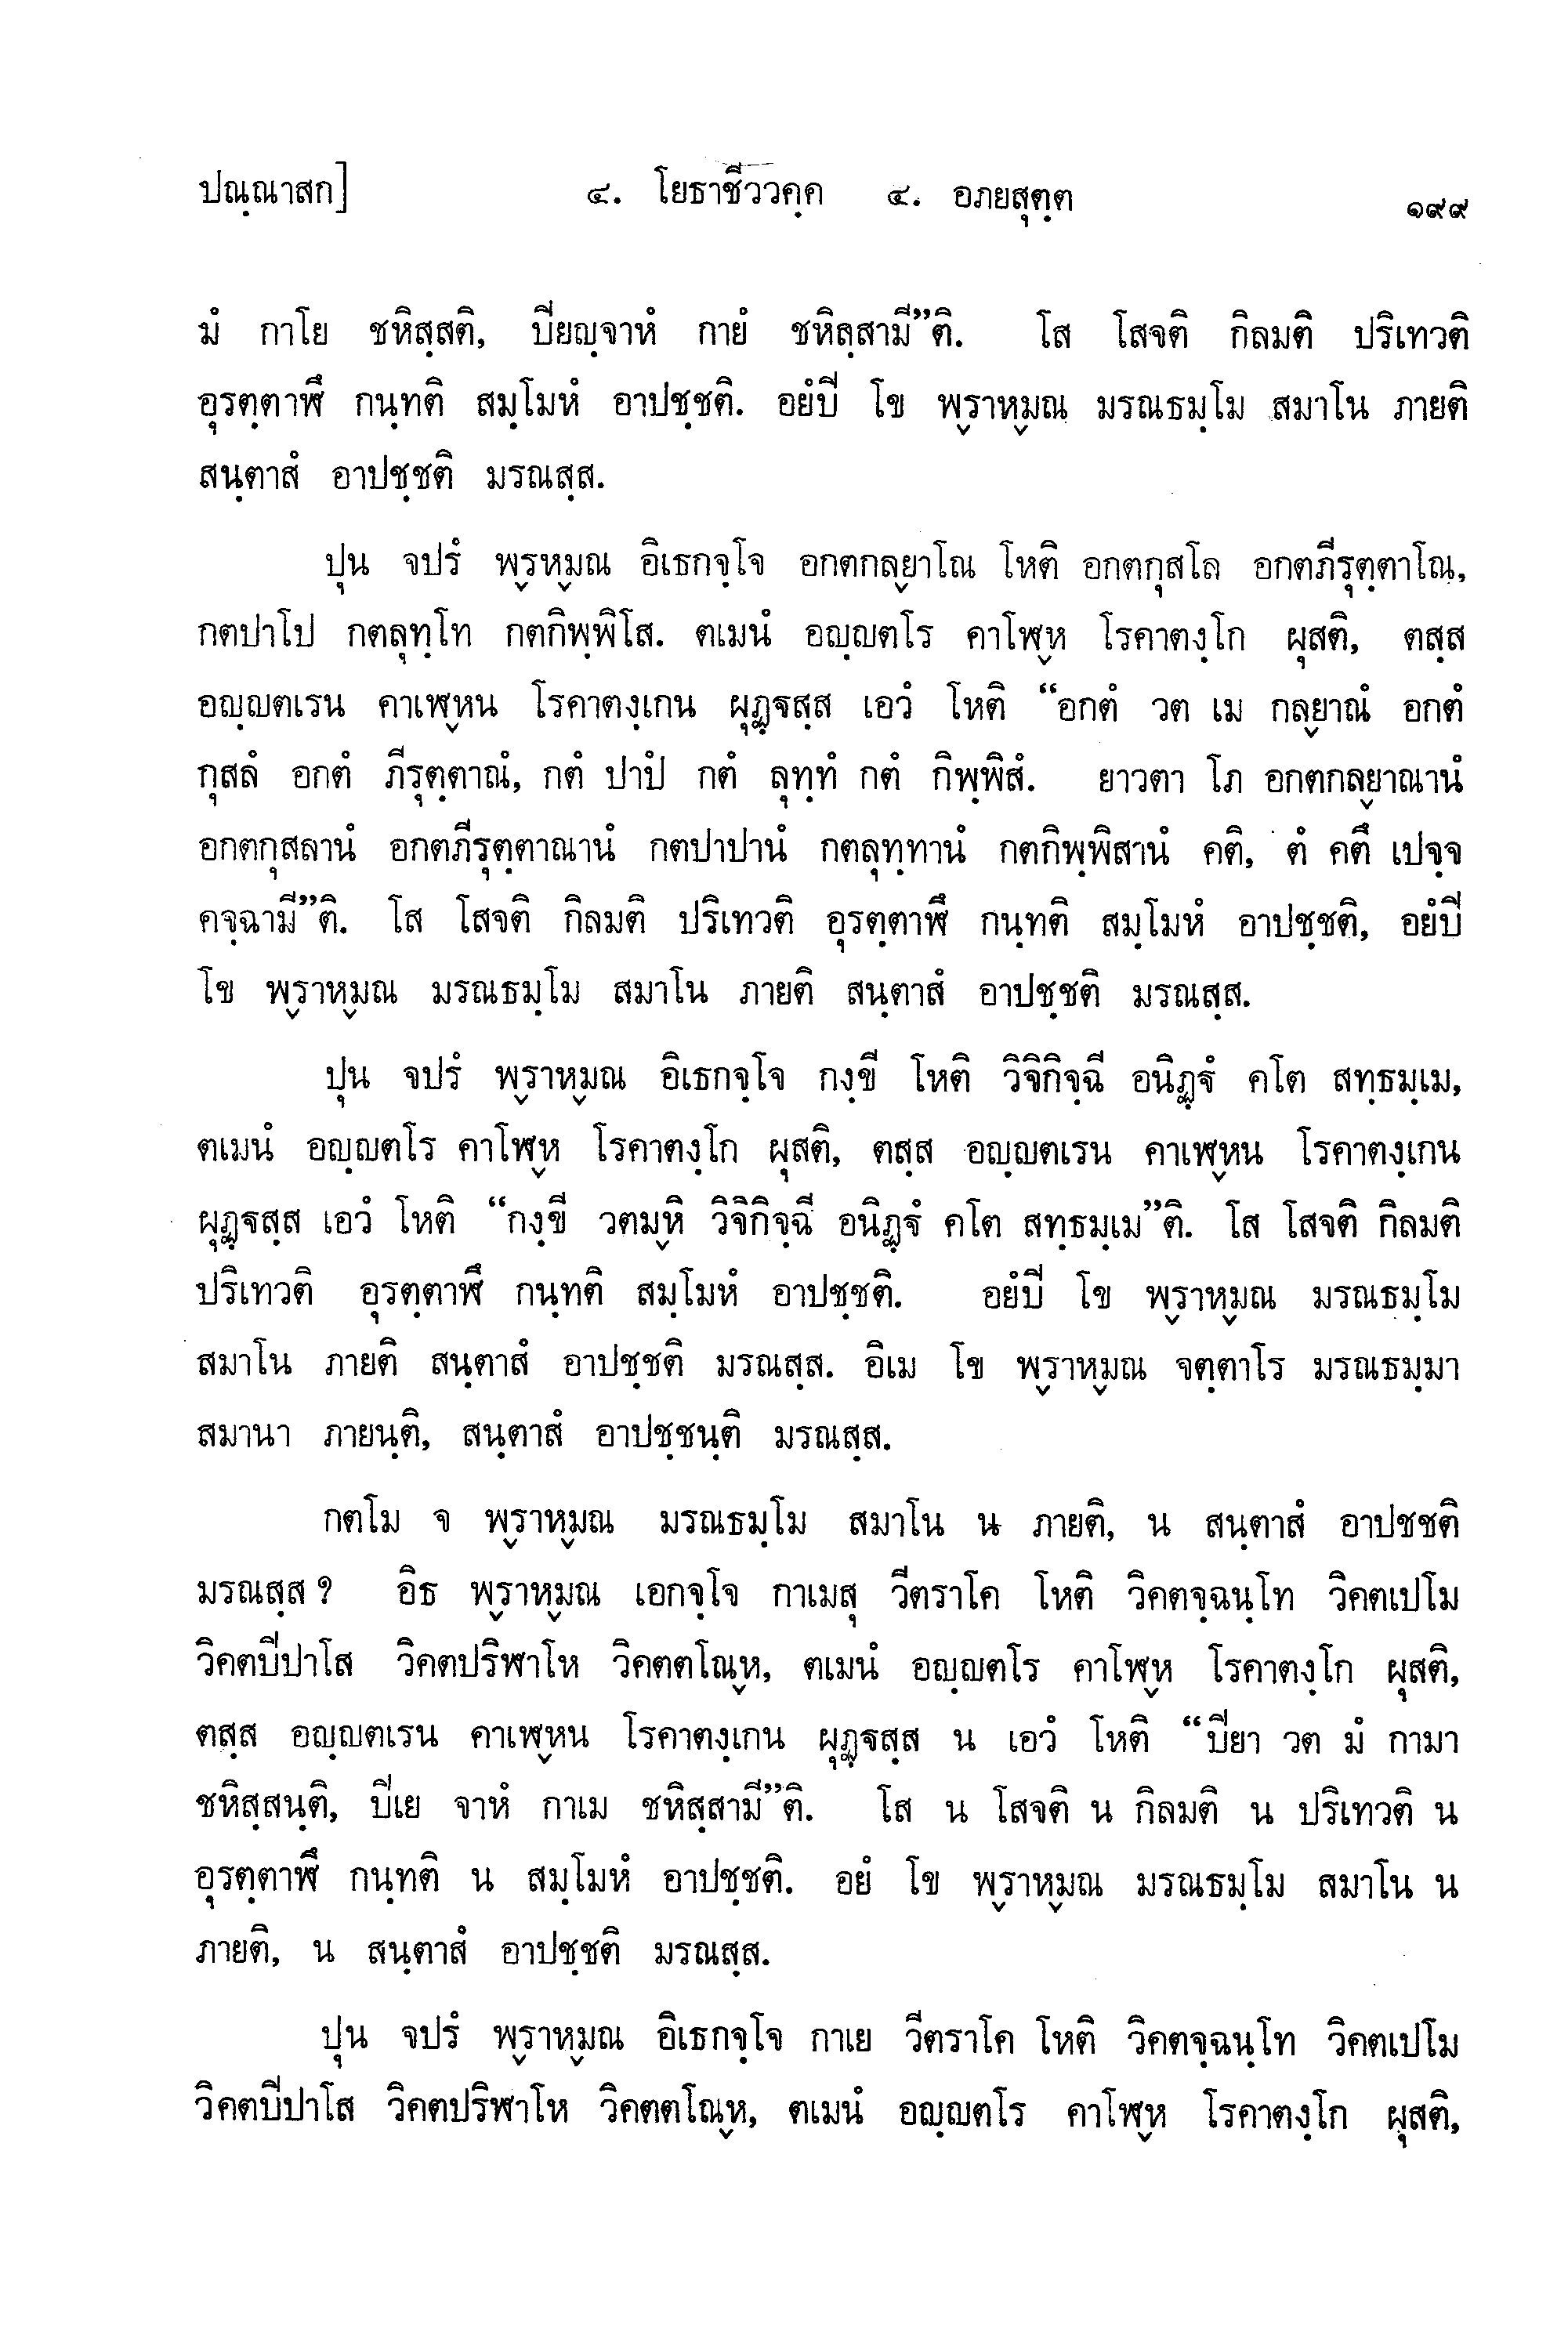 ปณฺณาสก] ๔. โยธาชีววคฺค ๔. อภยสุตฺต ๑๙๙
มํ กาโย ชหิสฺสติ, ปิยญฺจาหํ กายํ ชหิสฺสามี”ติ. โส โสจติ กิลมติ ปริเทวติ
อุรตฺตาฬึ กนฺทติ สมฺโมหํ อาปชฺชติ. อยํปิ โข พฺราหฺมณ มรณธมฺโม สมาโน ภายติ
สนฺตาสํ อาปชฺชติ มรณสฺส.
ปุน จปรํ พฺรหฺมณ อิเธกจฺโจ อกตกลฺยาโณ โหติ อกตกุสโล อกตภีรุตฺตาโณ,
กตปาโป กตลุทฺโท กตกิพฺพิโส. ตเมนํ อญฺญตโร คาโฬฺห โรคาตงฺโก ผุสติ, ตสฺส
อญฺญตเรน คาเฬฺหน โรคาตงฺเกน ผุฏฺฐสฺส เอวํ โหติ “อกตํ วต เม กลฺยาณํ อกตํ
กุสลํ อกตํ ภีรุตฺตาณํ, กตํ ปาปํ กตํ ลุทฺทํ กตํ กิพฺพิสํ. ยาวตา โภ อกตกลฺยาณานํ
อกตกุสลานํ อกตภีรุตฺตาณานํ กตปาปานํ กตลุทฺทานํ กตกิพฺพิสานํ คติ, ตํ คตึ เปจฺจ
คจฺฉามี”ติ. โส โสจติ กิลมติ ปริเทวติ อุรตฺตาฬึ กนฺทติ สมฺโมหํ อาปชฺชติ, อยํปิ
โข พฺราหฺมณ มรณธมฺโม สมาโน ภายติ สนฺตาสํ อาปชฺชติ มรณสฺส.
ปุน จปรํ พฺราหฺมณ อิเธกจฺโจ กงฺขี โหติ วิจิกิจฺฉี อนิฏฺฐํ คโต สทฺธมฺเม,
ตเมนํ อญฺญตโร คาโฬฺห โรคาตงฺโก ผุสติ, ตสฺส อญฺญตเรน คาเฬฺหน โรคาตงฺเกน
ผุฏฺฐสฺส เอวํ โหติ “กงฺขี วตมฺหิ วิจิกิจฺฉี อนิฏฺฐํ คโต สทฺธมฺเม”ติ. โส โสจติ กิลมติ
ปริเทวติ อุรตฺตาฬึ กนฺทติ สมฺโมหํ อาปชฺชติ. อยํปิ โข พฺราหฺมณ มรณธมฺโม
สมาโน ภายติ สนฺตาสํ อาปชฺชติ มรณสฺส. อิเม โข พฺราหฺมณ จตฺตาโร มรณธมฺมา
สมานา ภายนฺติ, สนฺตาสํ อาปชฺชนฺติ มรณสฺส.
กตโม จ พฺราหฺมณ มรณธมฺโม สมาโน น ภายติ, น สนฺตาสํ อาปชชติ
มรณสฺส ? อิธ พฺราหฺมณ เอกจฺโจ กาเมสุ วีตราโค โหติ วิคตจฺฉนฺโท วิคตเปโม
วิคตปิปาโส วิคตปริฬาโห วิคตตโณฺห, ตเมนํ อญฺญตโร คาโฬฺห โรคาตงฺโก ผุสติ,
ตสฺส อญฺญตเรน คาเฬฺหน โรคาตงฺเกน ผุฏฺฐสฺส น เอวํ โหติ “ปิยา วต มํ กามา
ชหิสฺสนฺติ, ปิเย จาหํ กาเม ชหิสฺสามี”ติ. โส น โสจติ น กิลมติ น ปริเทวติ น
อุรตฺตาฬึ กนฺทติ น สมฺโมหํ อาปชฺชติ. อยํ โข พฺราหฺมณ มรณธมฺโม สมาโน น
ภายติ, น สนฺตาสํ อาปชฺชติ มรณสฺส.
ปุน จปรํ พฺราหฺมณ อิเธกจฺโจ กาเย วีตราโค โหติ วิคตจฺฉนฺโท วิคตเปโม
วิคตปิปาโส วิคตปริฬาโห วิคตตโณฺห, ตเมนํ อญฺญตโร คาโฬฺห โรคาตงฺโก ผุสติ,